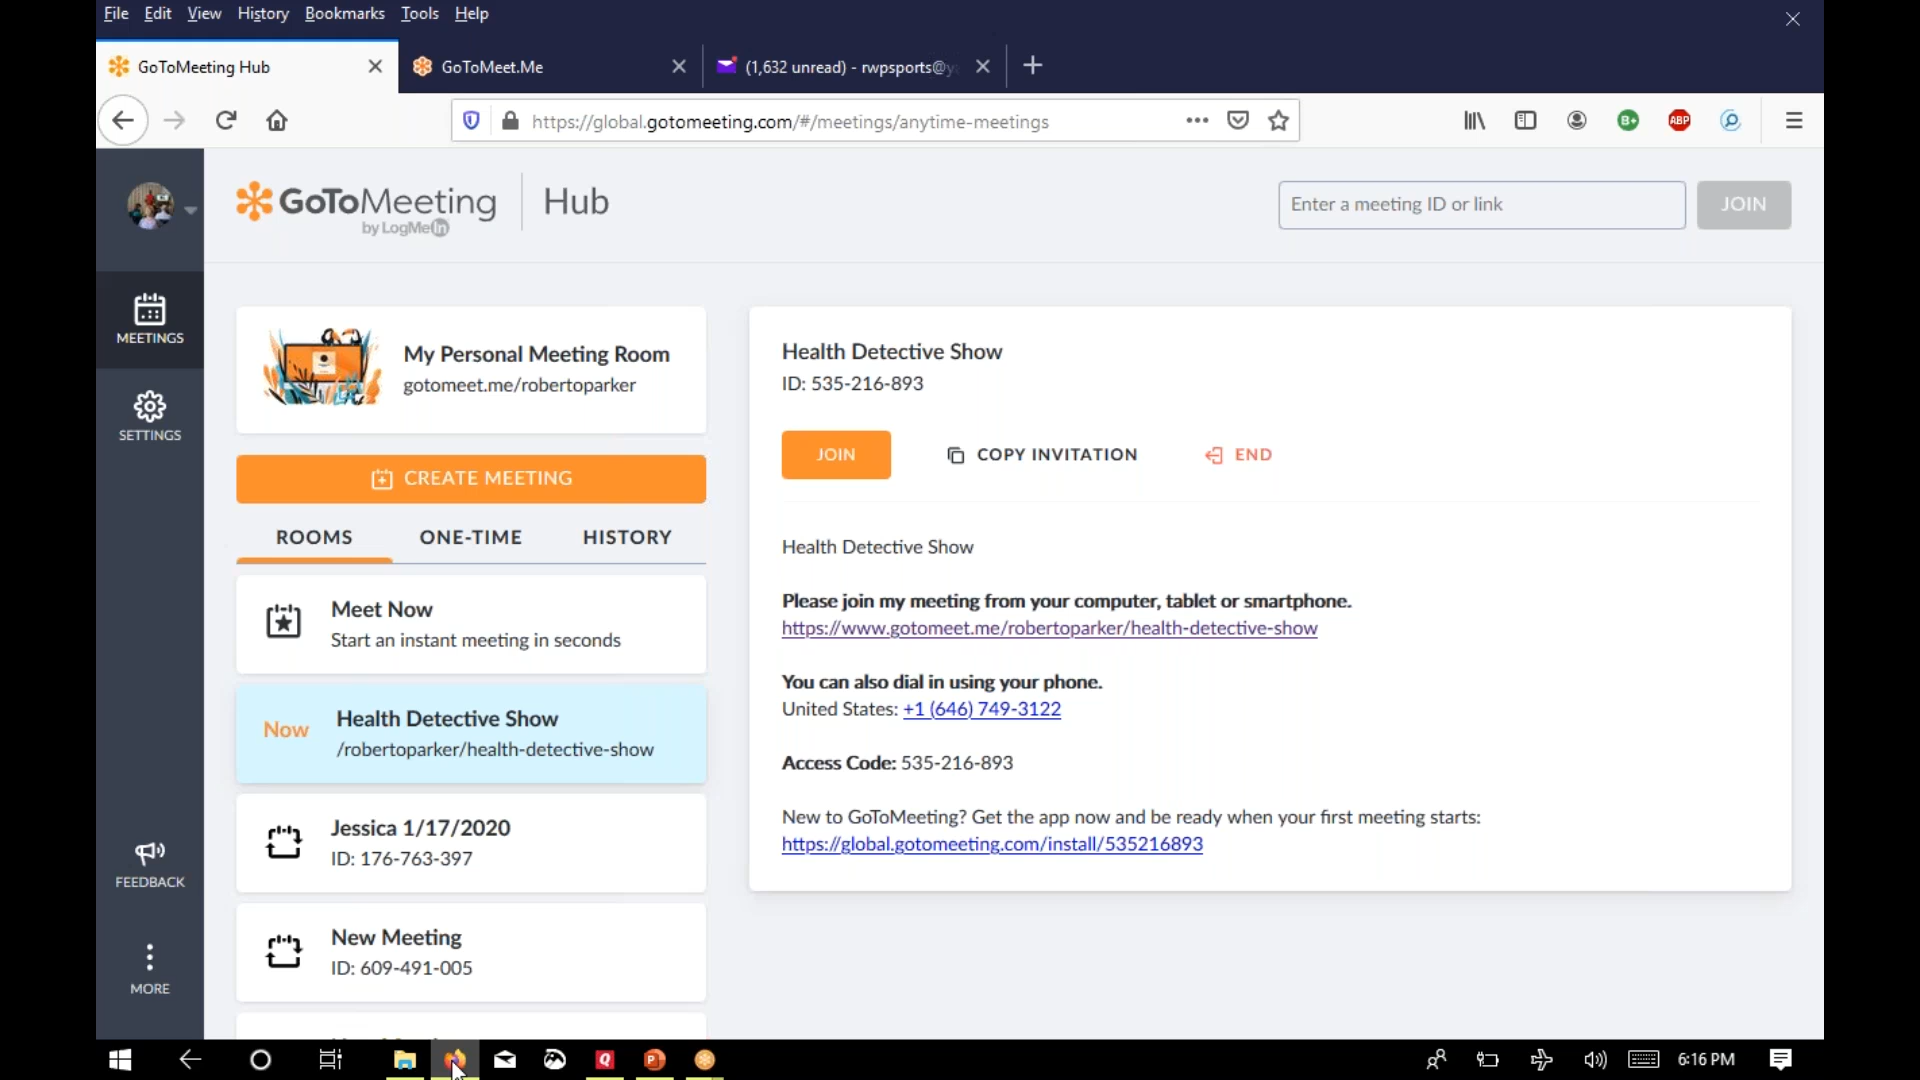 File Edit View History Bookmarks Tools Help
GoToMeeting Hub
GoToMeet.Me
(1,632 unread) - rwpsports@y
https://global.gotomeeting.com/#/meetings/anytime-meetings
ABP
GoToMeeting
by LogMeIn
Hub
Enter a meeting ID or link
JOIN
MEETINGS
SETTINGS
FEEDBACK
MORE
My Personal Meeting Room
gotomeet.me/robertoparker
CREATE MEETING
ROOMS ONE-TIME HISTORY
Meet Now
Start an instant meeting in seconds
Now
Health Detective Show
/robertoparker/health-detective-show
Jessica 1/17/2020
ID: 176-763-397
New Meeting
ID: 609-491-005
Health Detective Show
ID: 535-216-893
JOIN COPY INVITATION END
Health Detective Show
Please join my meeting from your computer, tablet or smartphone.
https://www.gotomeet.me/robertoparker/health-detective-show
You can also dial in using your phone.
United States: +1 (646) 749-3122
Access Code: 535-216-893
New to GoToMeeting? Get the app now and be ready when your first meeting starts:
https://global.gotomeeting.com/install/535216893
6:16 PM